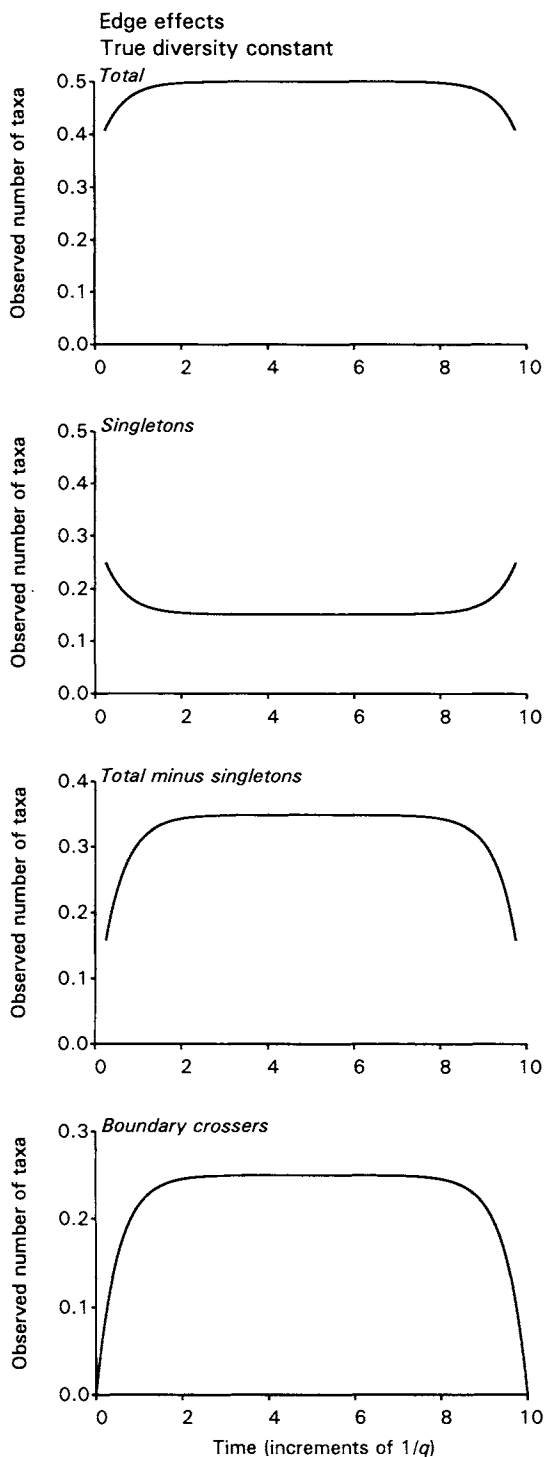 Edge effects
True diversity constant
Total
Observed number of taxa
0.5
0.4
0.3
0.2
0.1
0.0
0 2 4 6 8 10
Singletons
Observed number of taxa
0.5
0.4
0.3
0.2
0.1
0.0
0 2 4 6 8 10
Total minus singletons
Observed number of taxa
0.4
0.3
0.2
0.1
0.0
0 2 4 6 8 10
Boundary crossers
Observed number of taxa
0.3
0.2
0.1
0.0
0 2 4 6 8 10
Time (increments of 1/q)